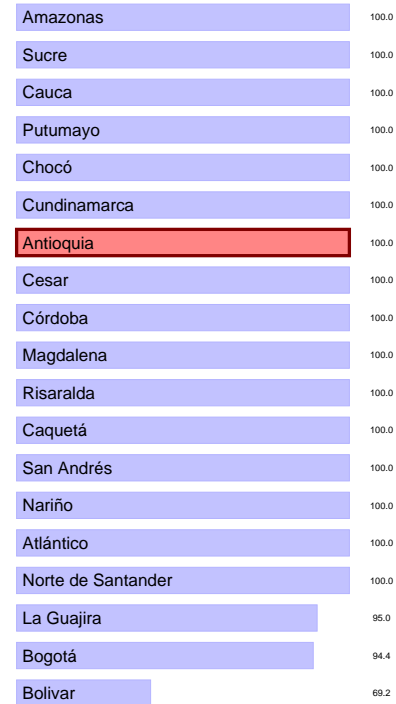 Amazonas 100.0
Sucre 100.0
Cauca 100.0
Putumayo 100.0
Chocó 100.0
Cundinamarca 100.0
Antioquia 100.0
Cesar 100.0
Córdoba 100.0
Magdalena 100.0
Risaralda 100.0
Caquetá 100.0
San Andrés 100.0
Nariño 100.0
Atlántico 100.0
Norte de Santander 100.0
La Guajira 95.0
Bogotá 94.4
Bolivar 69.2